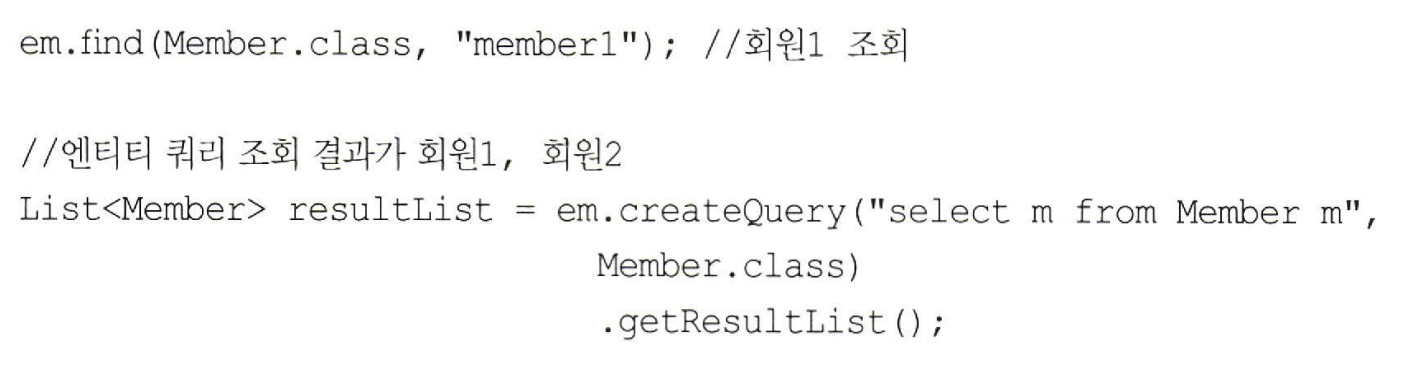 em.find(Member.class, "member1"); //회원1 조회
//엔티티 쿼리 조회 결과가 회원1, 회원2
List<Member> resultList = em.createQuery("select m from Member m",
Member.class)
.getResultList();